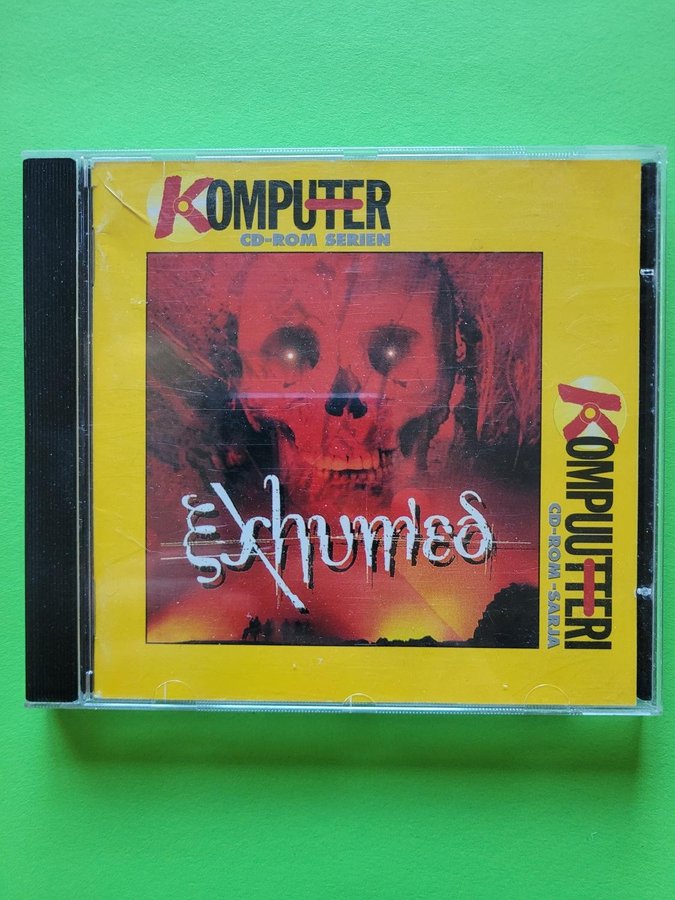 KOMPUTER
CD-ROM SERIEN
Exhumed
KOMPUUTTERI
CD-ROM-SARJA